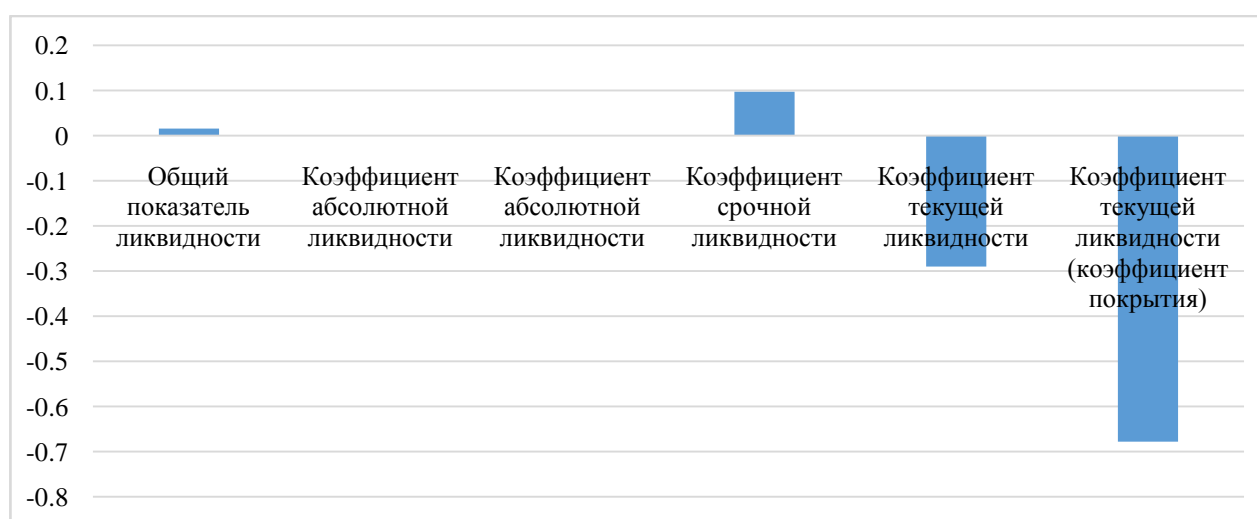 0.2
0.1
0
-0.1
-0.2
-0.3
-0.4
-0.5
-0.6
-0.7
-0.8
Общий
показатель
ликвидности
Коэффициент
абсолютной
ликвидности
Коэффициент
абсолютной
ликвидности
Коэффициент
срочной
ликвидности
Коэффициент
текущей
ликвидности
Коэффициент
текущей
ликвидности
(коэффициент
покрытия)